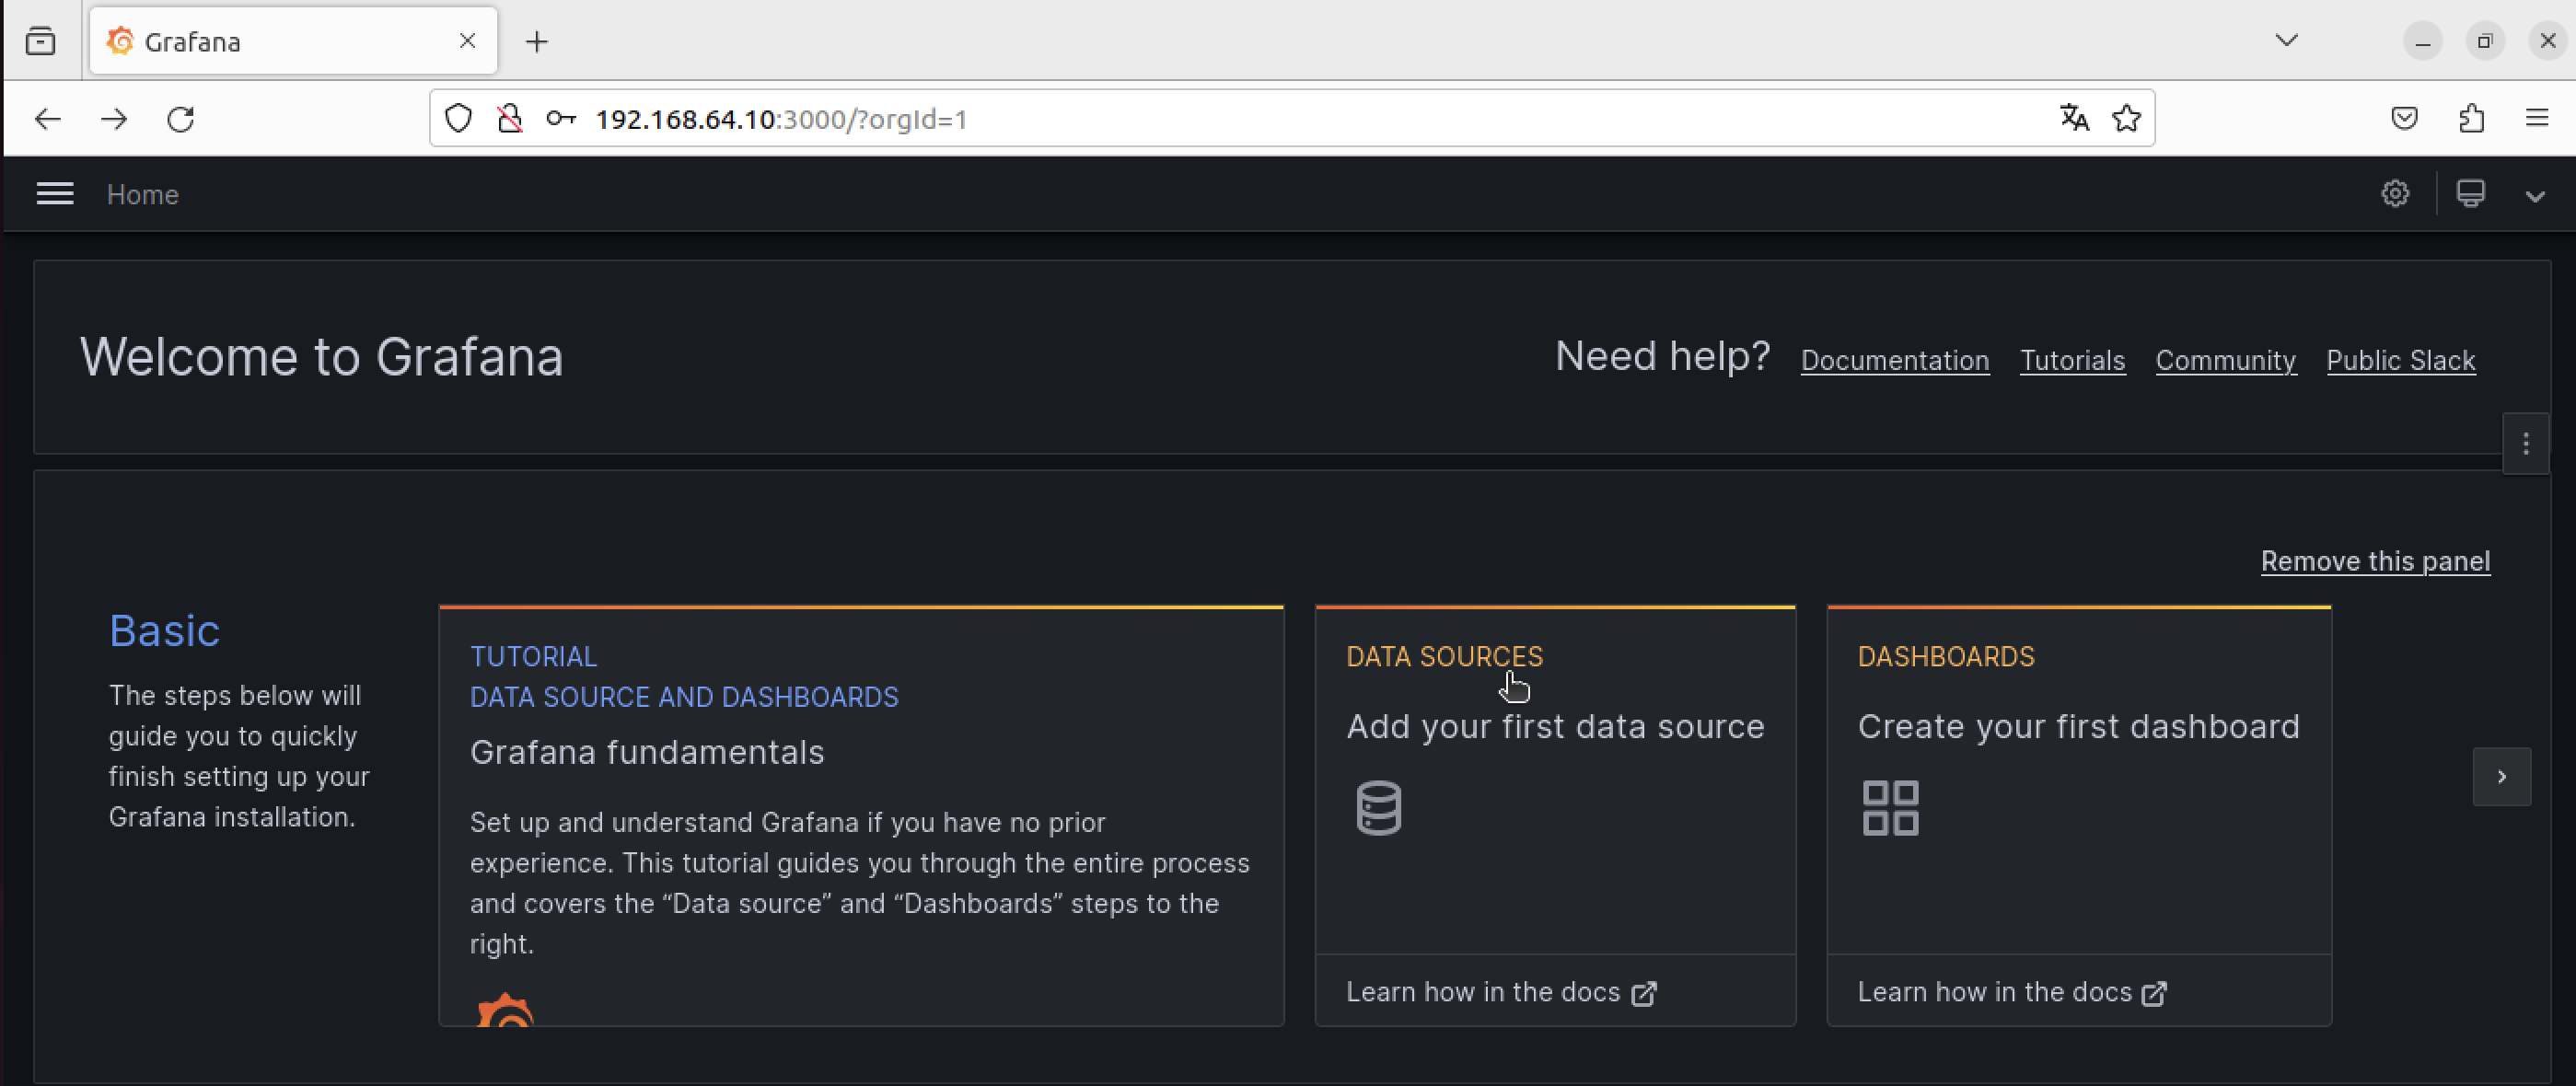 Grafana
192.168.64.10:3000/?orgId=1
Home
Welcome to Grafana
Need help? Documentation Tutorials Community Public Slack
Remove this panel
Basic
The steps below will
guide you to quickly
finish setting up your
Grafana installation.
TUTORIAL
DATA SOURCE AND DASHBOARDS
Grafana fundamentals
Set up and understand Grafana if you have no prior
experience. This tutorial guides you through the entire process
and covers the “Data source” and “Dashboards” steps to the
right.
DATA SOURCES
Add your first data source
Learn how in the docs
DASHBOARDS
Create your first dashboard
Learn how in the docs